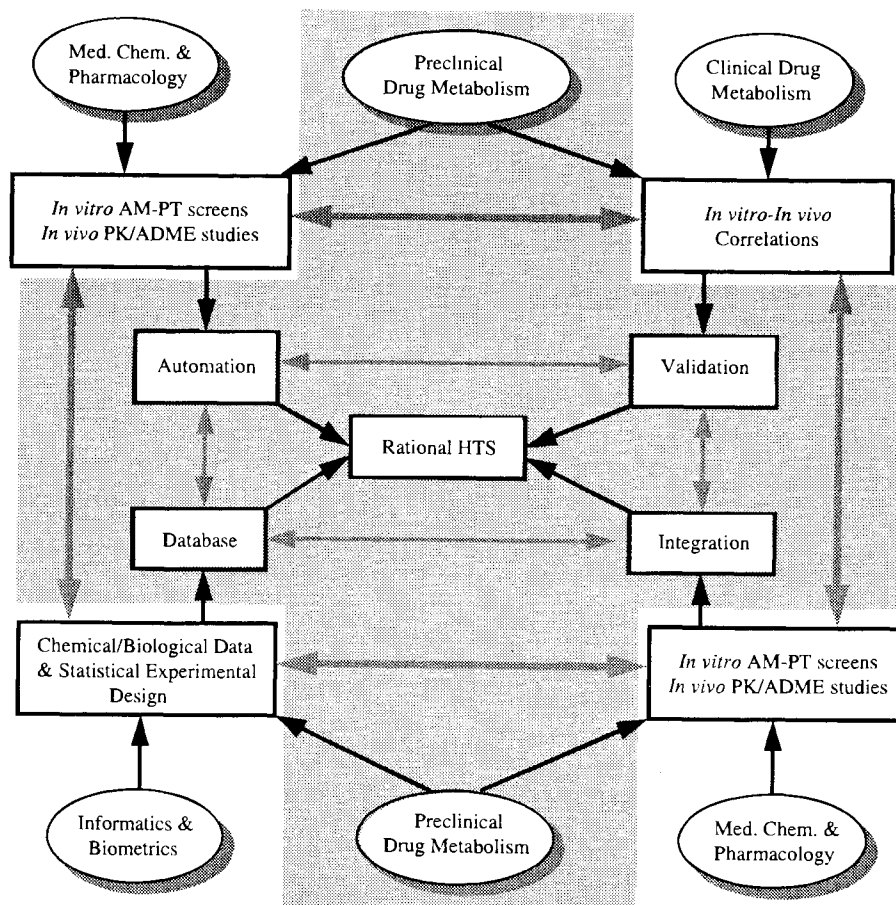 Med. Chem. &
Pharmacology
Preclinical
Drug Metabolism
Clinical Drug
Metabolism
In vitro AM-PT screens
In vivo PK/ADME studies
In vitro-In vivo
Correlations
Automation
Validation
Rational HTS
Database
Integration
Chemical/Biological Data
& Statistical Experimental
Design
In vitro AM-PT screens
In vivo PK/ADME studies
Informatics &
Biometrics
Preclinical
Drug Metabolism
Med. Chem. &
Pharmacology